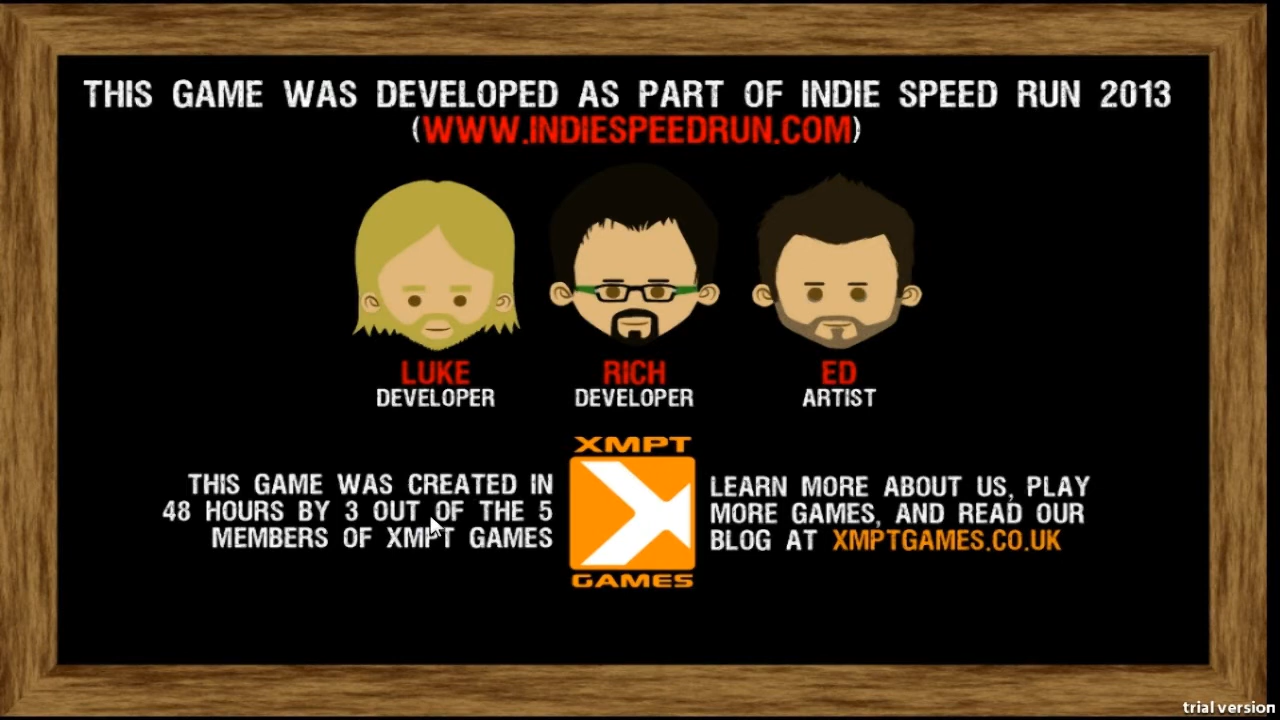 THIS GAME WAS DEVELOPED AS PART OF INDIE SPEED RUN 2013
(WWW.INDIESPEEDRUN.COM)
LUKE
DEVELOPER
RICH
DEVELOPER
ED
ARTIST
THIS GAME WAS CREATED IN
48 HOURS BY 3 OUT OF THE 5
MEMBERS OF XMPT GAMES
XMPT
GAMES
LEARN MORE ABOUT US, PLAY
MORE GAMES, AND READ OUR
BLOG AT XMPTGAMES.CO.UK
trial version